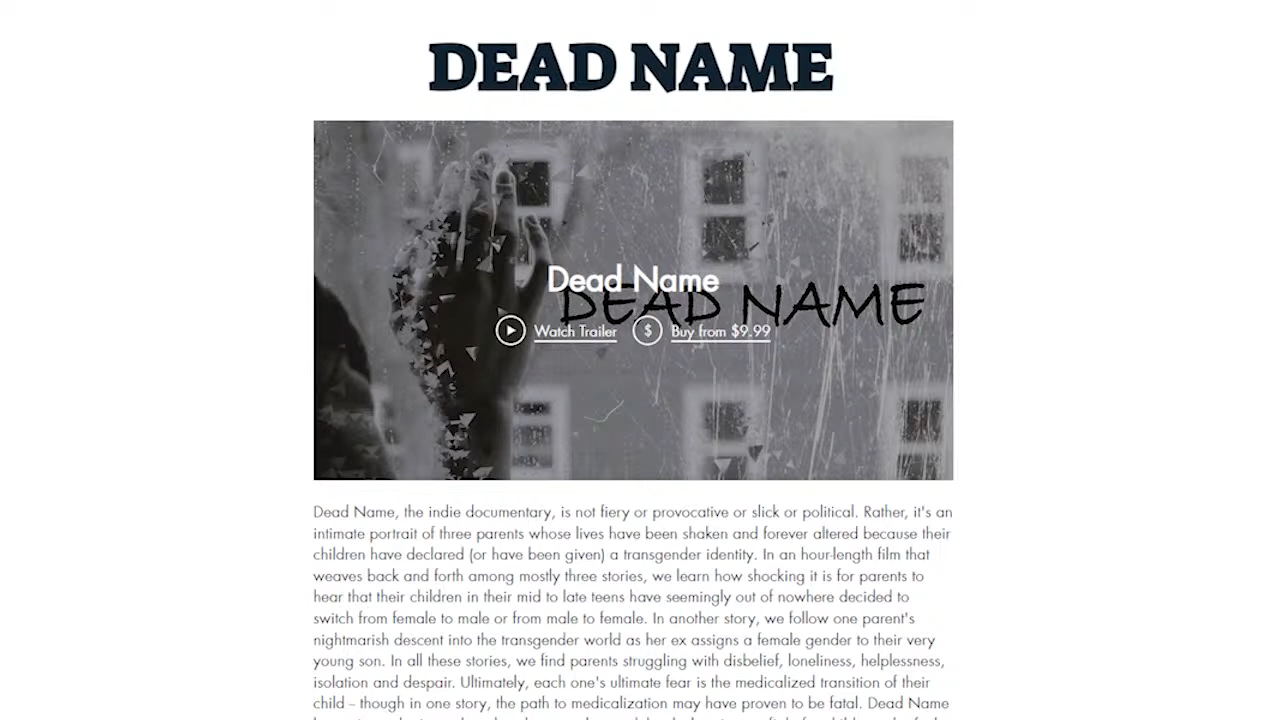 DEAD NAME
Dead Name
DEAD NAME
Watch Trailer $ Buy from $9.99
Dead Name, the indie documentary, is not fiery or provocative or slick or political. Rather, it's an
intimate portrait of three parents whose lives have been shaken and forever altered because their
children have declared (or have been given) a transgender identity. In an hour-length film that
weaves back and forth among mostly three stories, we learn how shocking it is for parents to
hear that their children in their mid to late teens have seemingly out of nowhere decided to
switch from female to male or from male to female. In another story, we follow one parent's
nightmarish descent into the transgender world as her ex assigns a female gender to their very
young son. In all these stories, we find parents struggling with disbelief, loneliness, helplessness,
isolation and despair. Ultimately, each one's ultimate fear is the medicalized transition of their
child – though in one story, the path to medicalization may have proven to be fatal. Dead Name